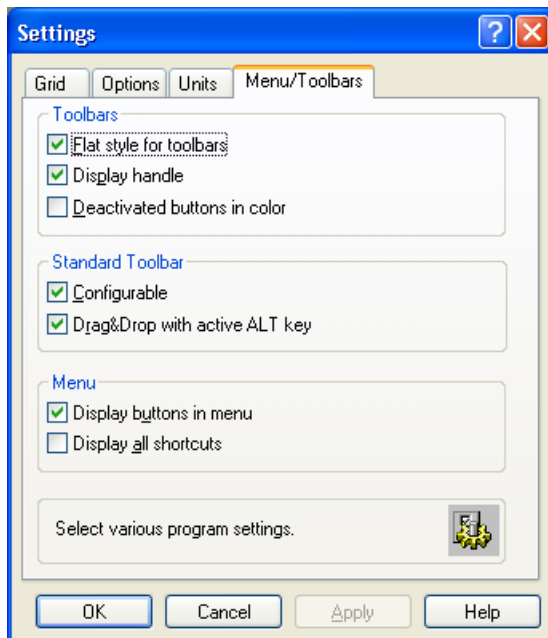 Settings
Grid Options Units Menu/Toolbars
Toolbars
Flat style for toolbars
Display handle
Deactivated buttons in color
Standard Toolbar
Configurable
Drag&Drop with active ALT key
Menu
Display buttons in menu
Display all shortcuts
Select various program settings.
OK Cancel Apply Help